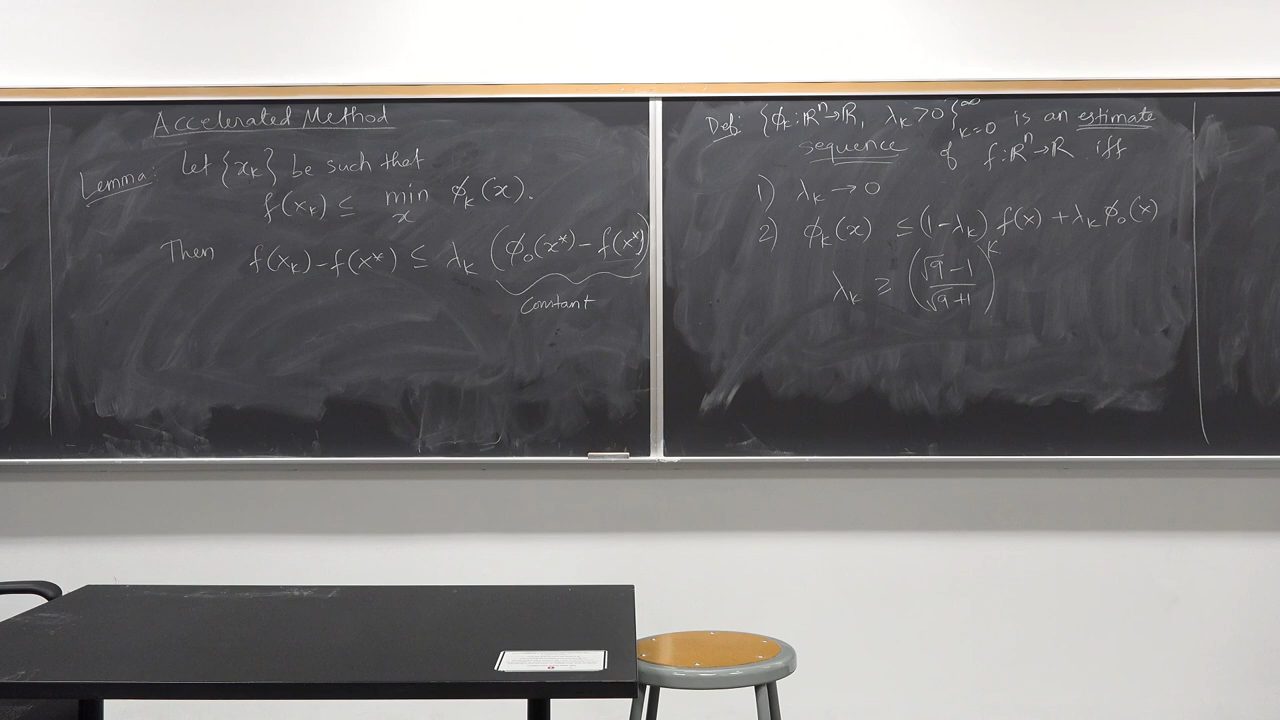 Accelerated Method
Lemma: Let {x_k} be such that
f(x_k) ≤ min_x ϕ_k(x).
Then f(x_k) - f(x*) ≤ λ_k (ϕ_0(x*) - f(x*))
Constant
Def: {ϕ_k: ℝ^n→ℝ, λ_k > 0}_{k=0}^∞ is an estimate
sequence of f: ℝ^n→ℝ iff
1) λ_k → 0
2) ϕ_k(x) ≤ (1-λ_k) f(x) + λ_k ϕ_0(x)
λ_k ≥ ((√9 - 1)/(√9+1))^k